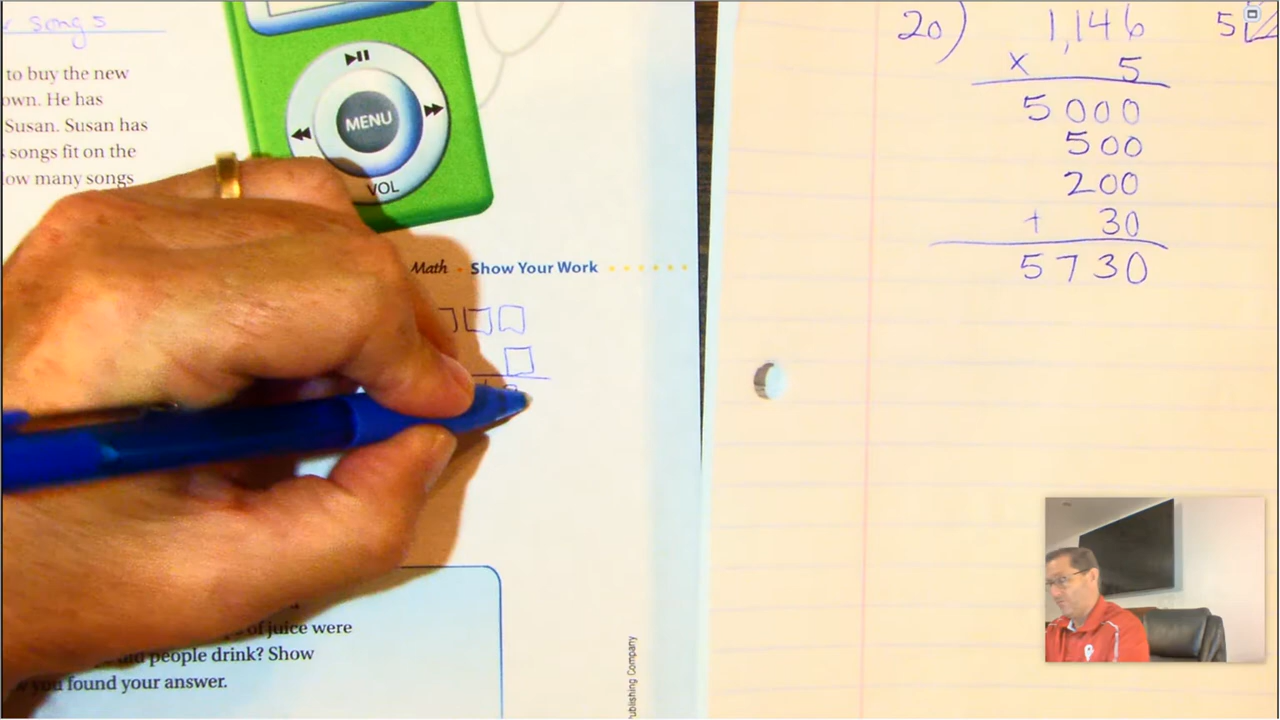 songs
to buy the new
own. He has
Susan. Susan has
songs fit on the
ow many songs
MENU
VOL
Math • Show Your Work
of juice were
people drink? Show
you found your answer.
ublishing Company
20) 1,146
x 5
5000
500
200
+ 30
5730
5